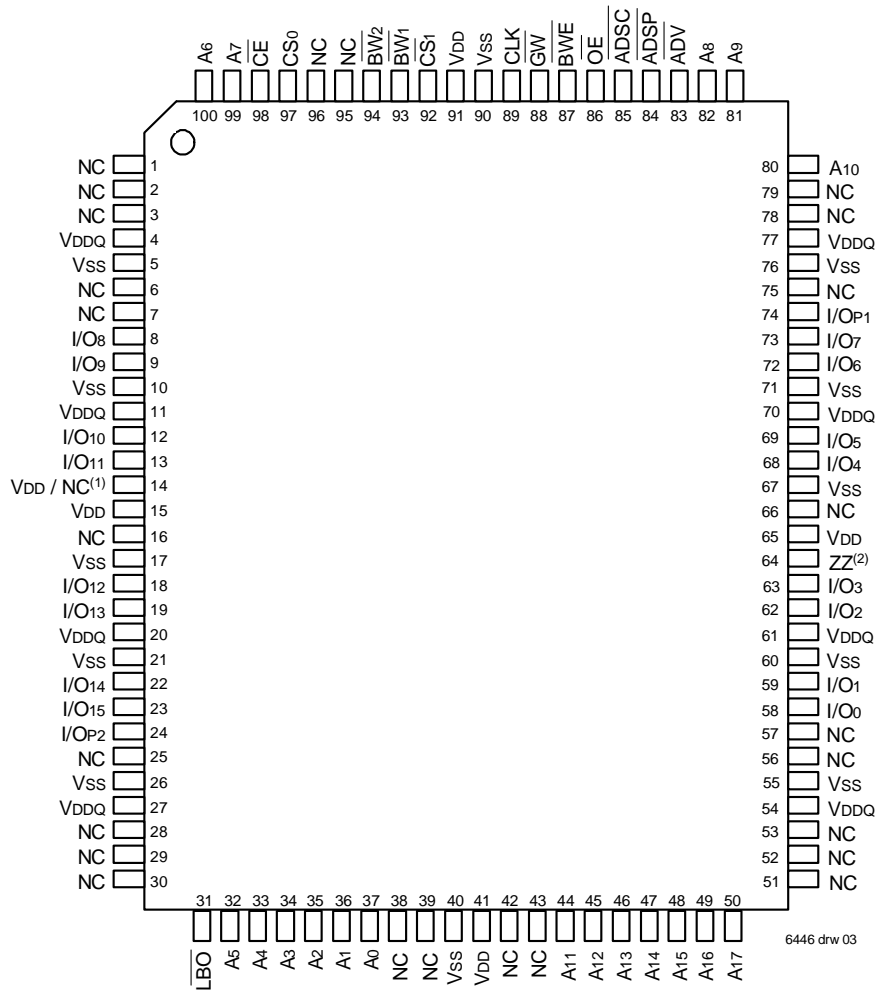 A6 A7 CE CS0 NC NC BW2 BW1 CS1 VDD VSS CLK GW BWE OE ADSC ADSP ADV A8 A9
100 99 98 97 96 95 94 93 92 91 90 89 88 87 86 85 84 83 82 81
NC 1 80 A10
NC 2 79 NC
NC 3 78 NC
VDDQ 4 77 VDDQ
VSS 5 76 VSS
NC 6 75 NC
NC 7 74 I/OP1
I/O8 8 73 I/O7
I/O9 9 72 I/O6
VSS 10 71 VSS
VDDQ 11 70 VDDQ
I/O10 12 69 I/O5
I/O11 13 68 I/O4
VDD / NC(1) 14 67 VSS
VDD 15 66 NC
NC 16 65 VDD
VSS 17 64 ZZ(2)
I/O12 18 63 I/O3
I/O13 19 62 I/O2
VDDQ 20 61 VDDQ
VSS 21 60 VSS
I/O14 22 59 I/O1
I/O15 23 58 I/O0
I/OP2 24 57 NC
NC 25 56 NC
VSS 26 55 VSS
VDDQ 27 54 VDDQ
NC 28 53 NC
NC 29 52 NC
NC 30 51 NC
31 32 33 34 35 36 37 38 39 40 41 42 43 44 45 46 47 48 49 50
LBO A5 A4 A3 A2 A1 A0 NC NC VSS VDD NC NC A11 A12 A13 A14 A15 A16 A17
6446 drw 03